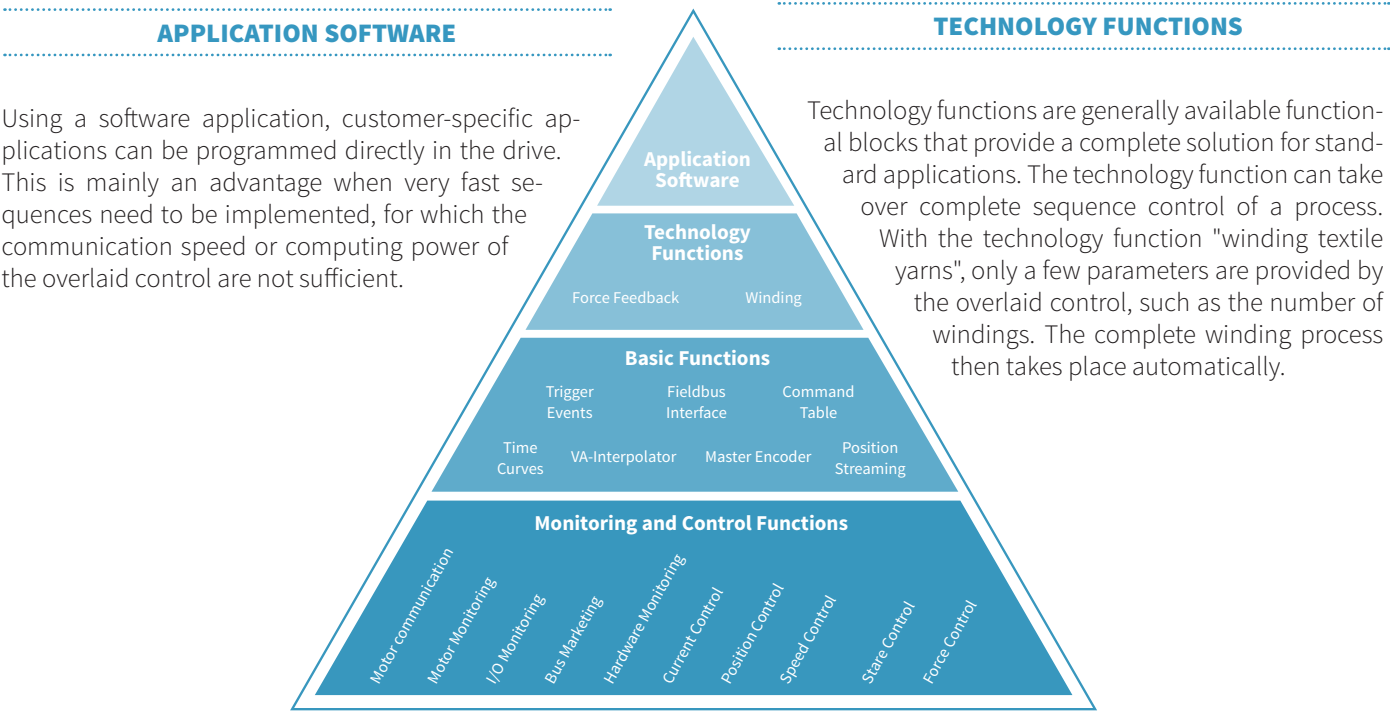 APPLICATION SOFTWARE
Using a software application, customer-specific ap-
plications can be programmed directly in the drive.
This is mainly an advantage when very fast se-
quences need to be implemented, for which the
communication speed or computing power of
the overlaid control are not sufficient.
TECHNOLOGY FUNCTIONS
Technology functions are generally available function-
al blocks that provide a complete solution for stand-
ard applications. The technology function can take
over complete sequence control of a process.
With the technology function "winding textile
yarns", only a few parameters are provided by
the overlaid control, such as the number of
windings. The complete winding process
then takes place automatically.
Application
Software
Technology
Functions
Force Feedback
Winding
Basic Functions
Trigger
Events
Fieldbus
Interface
Command
Table
Time
Curves
VA-Interpolator
Master Encoder
Position
Streaming
Monitoring and Control Functions
Motor communication
Motor Monitoring
I/O Monitoring
Bus Marketing
Hardware Monitoring
Current Control
Position Control
Speed Control
Stare Control
Force Control